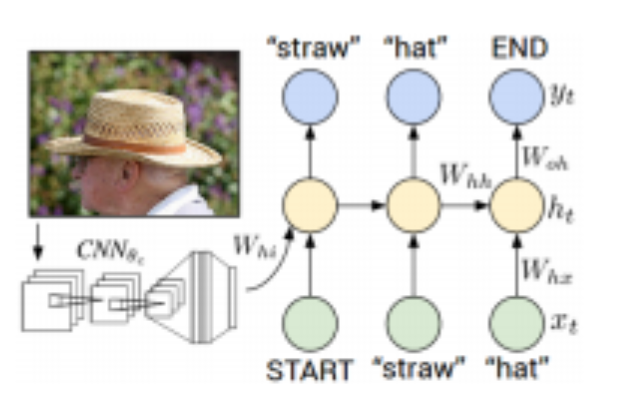 “straw” “hat” END
y_t
W_oh
W_hh
h_t
CNN_θc
W_hi
W_hx
x_t
START “straw” “hat”